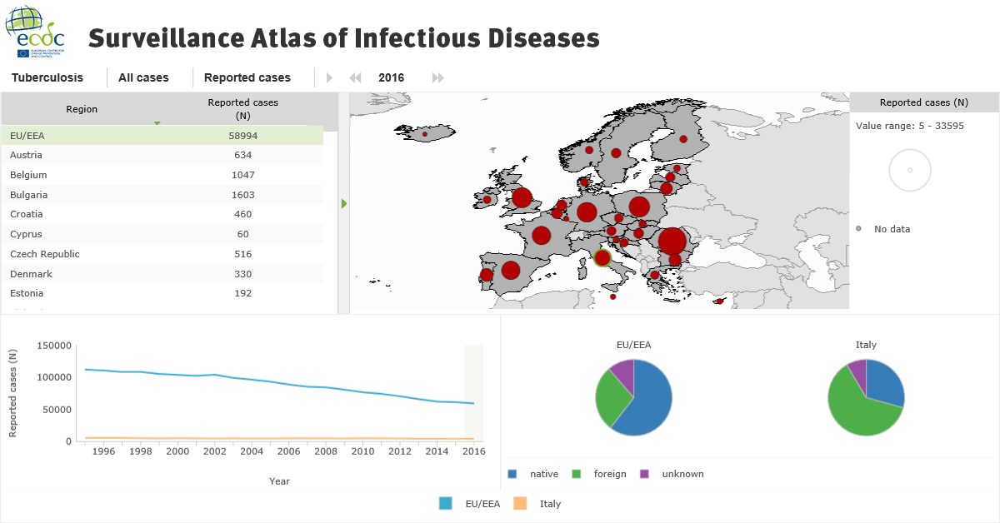 ecdc
EUROPEAN CENTRE FOR
DISEASE PREVENTION
AND CONTROL
Surveillance Atlas of Infectious Diseases
Tuberculosis
All cases
Reported cases
2016
Region
Reported cases
(N)
EU/EEA 58994
Austria 634
Belgium 1047
Bulgaria 1603
Croatia 460
Cyprus 60
Czech Republic 516
Denmark 330
Estonia 192
Reported cases (N)
Value range: 5 - 33595
No data
Reported cases (N)
150000
100000
50000
0
1996 1998 2000 2002 2004 2006 2008 2010 2012 2014 2016
Year
EU/EEA
Italy
native foreign unknown
EU/EEA Italy